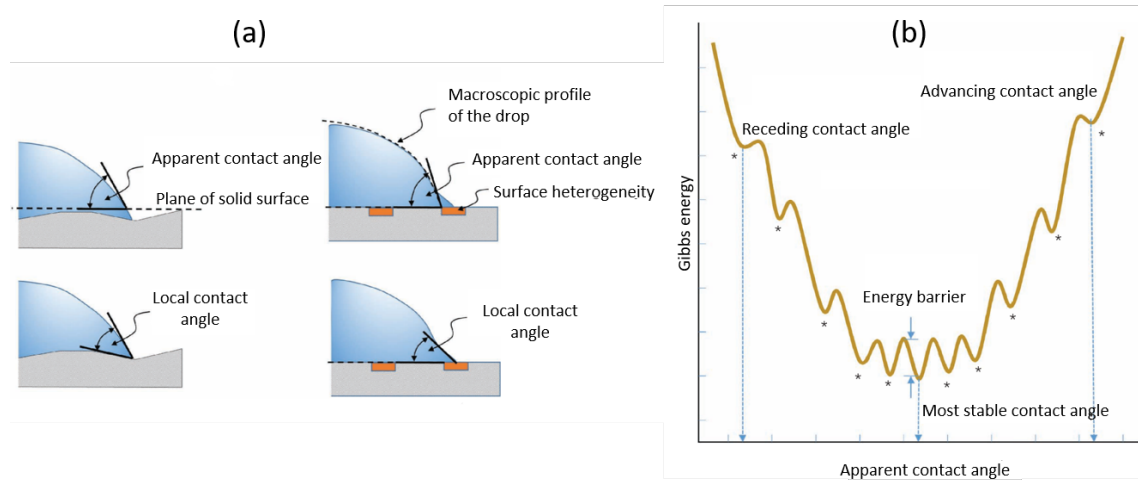 (a)
Macroscopic profile
of the drop
Apparent contact angle
Plane of solid surface
Apparent contact angle
Surface heterogeneity
Local contact
angle
Local contact
angle
(b)
Gibbs energy
Receding contact angle
Advancing contact angle
Energy barrier
Most stable contact angle
* * * * * * * * * * *
Apparent contact angle